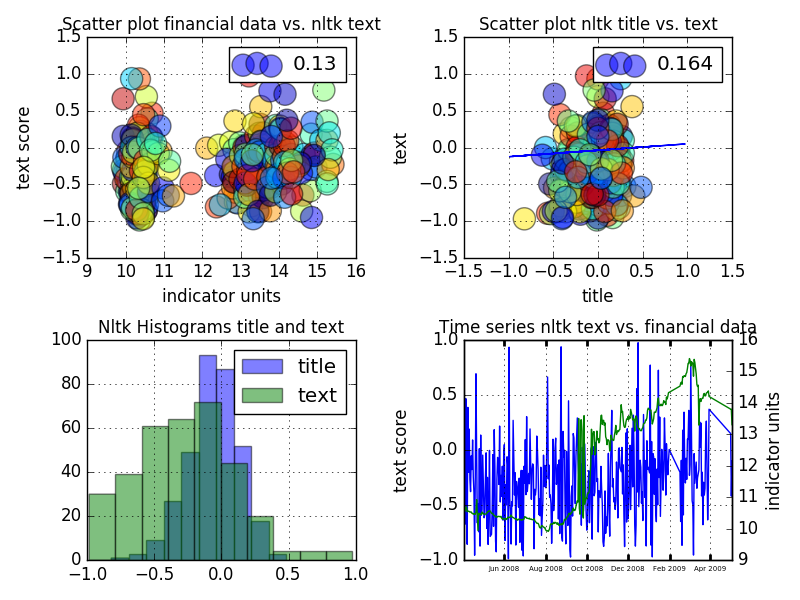 Scatter plot financial data vs. nltk text
Scatter plot nltk title vs. text
1.5
1.0
0.5
0.0
−0.5
−1.0
−1.5
text score
0.13
9 10 11 12 13 14 15 16
indicator units
1.5
1.0
0.5
0.0
−0.5
−1.0
−1.5
text
0.164
−1.5 −1.0 −0.5 0.0 0.5 1.0 1.5
title
Nltk Histograms title and text
Time series nltk text vs. financial data
100
80
60
40
20
0
title
text
−1.0 −0.5 0.0 0.5 1.0
1.0
0.5
0.0
−0.5
−1.0
text score
16
15
14
13
12
11
10
9
indicator units
Jun 2008 Aug 2008 Oct 2008 Dec 2008 Feb 2009 Apr 2009